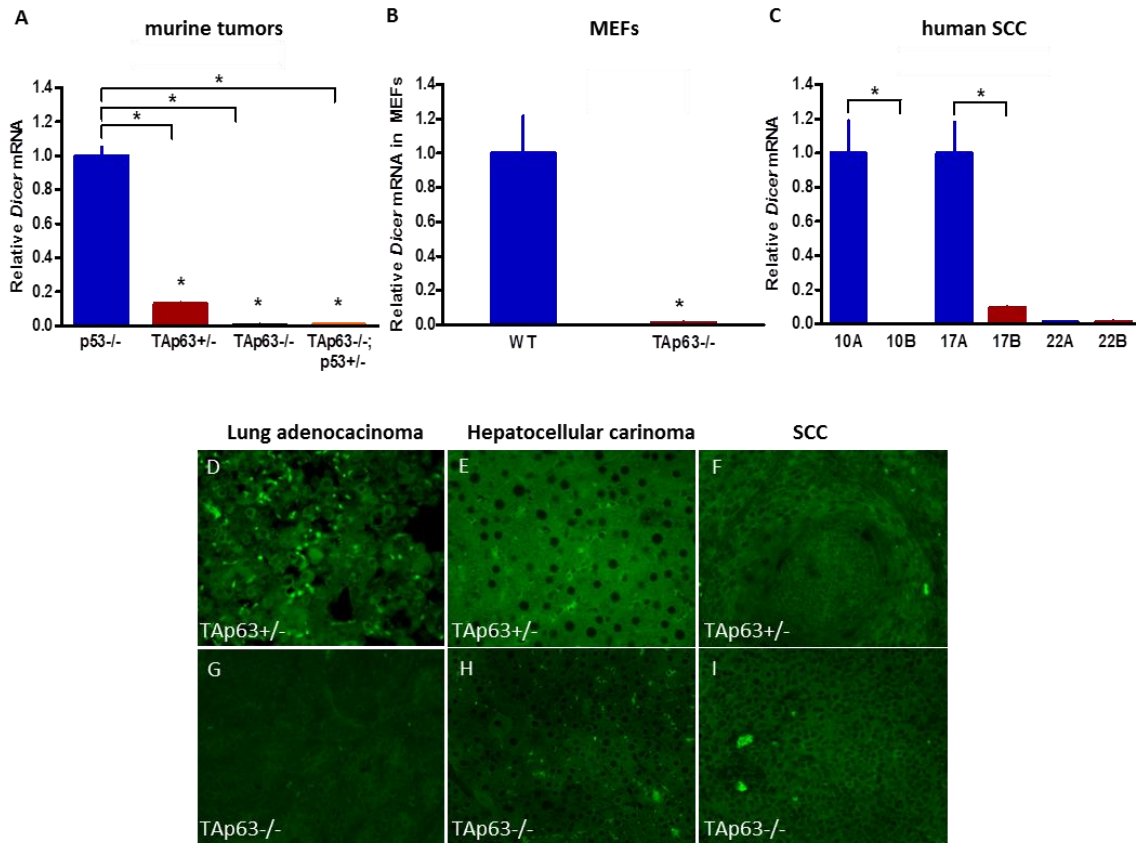 A
murine tumors
Relative Dicer mRNA
1.4
1.2
1.0
0.8
0.6
0.4
0.2
0.0
*
*
*
*
*
*
p53-/-
TAp63+/-
TAp63-/-
TAp63-/-;
p53+/-
B
MEFs
Relative Dicer mRNA in MEFs
1.4
1.2
1.0
0.8
0.6
0.4
0.2
0.0
*
WT
TAp63-/-
C
human SCC
Relative Dicer mRNA
1.4
1.2
1.0
0.8
0.6
0.4
0.2
0.0
*
*
10A
10B
17A
17B
22A
22B
Lung adenocacinoma
Hepatocellular carinoma
SCC
D
TAp63+/-
E
TAp63+/-
F
TAp63+/-
G
TAp63-/-
H
TAp63-/-
I
TAp63-/-